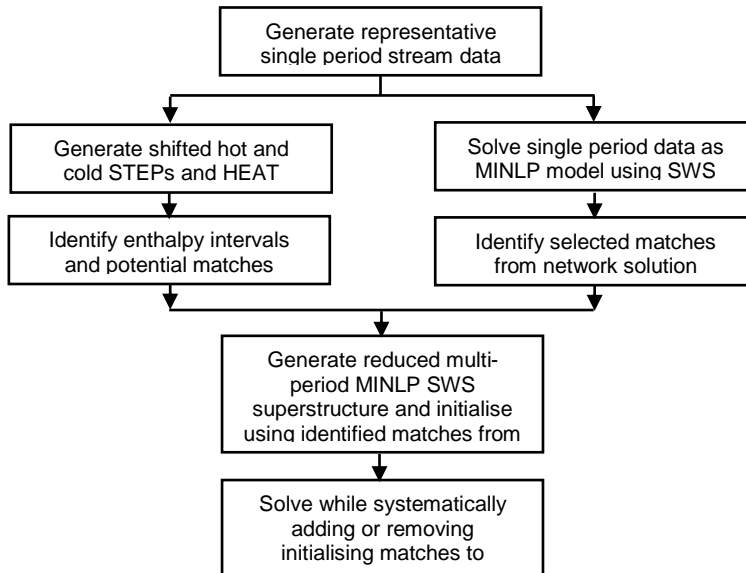 Generate representative
single period stream data
Generate shifted hot and
cold STEPs and HEAT
Solve single period data as
MINLP model using SWS
Identify enthalpy intervals
and potential matches
Identify selected matches
from network solution
Generate reduced multi-
period MINLP SWS
superstructure and initialise
using identified matches from
Solve while systematically
adding or removing
initialising matches to